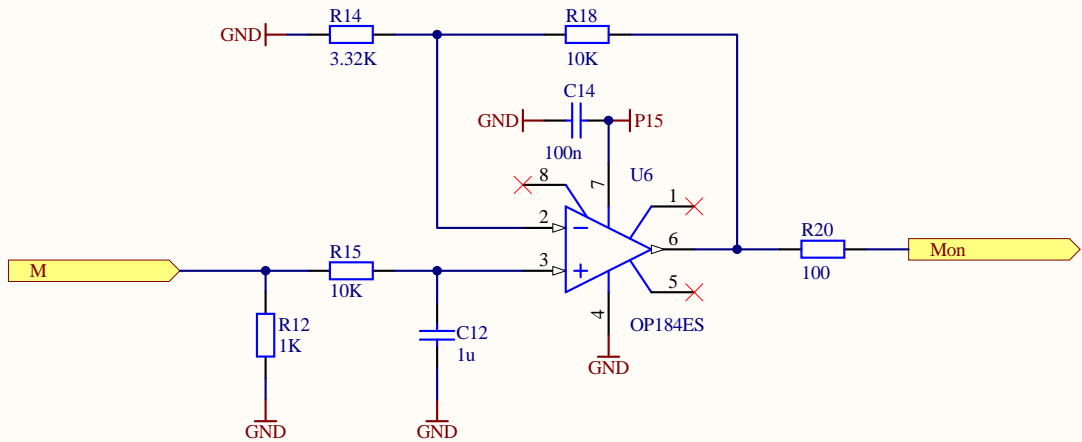 R14
R18
GND
3.32K
10K
C14
GND
P15
100n
8
7
U6
1
2
6
R20
Mon
3
R15
M
100
5
10K
4
OP184ES
R12
1K
C12
1u
GND
GND
GND